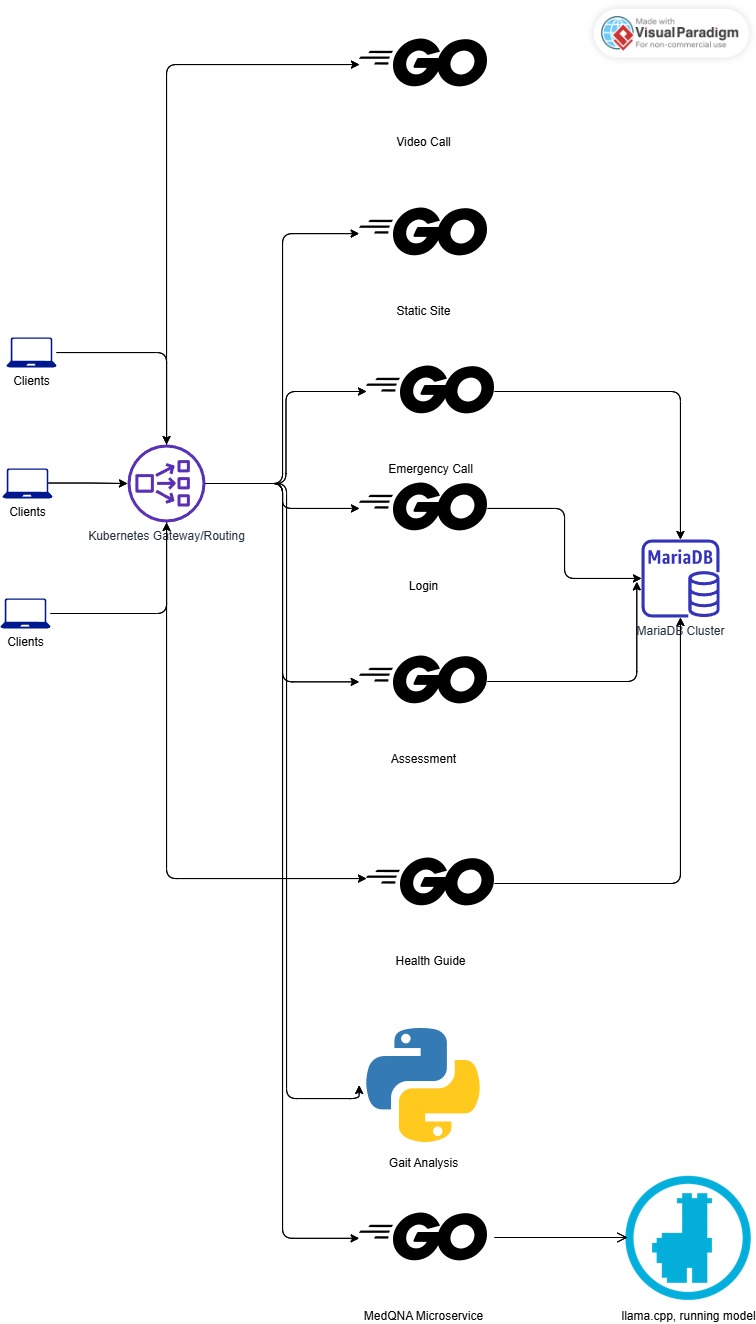 Made with
VisualParadigm
For non-commercial use
GO
Video Call
GO
Static Site
Clients
GO
Emergency Call
Clients
GO
Kubernetes Gateway/Routing
MariaDB
Login
Clients
MariaDB Cluster
GO
Assessment
GO
Health Guide
Gait Analysis
GO
MedQNA Microservice
llama.cpp, running model